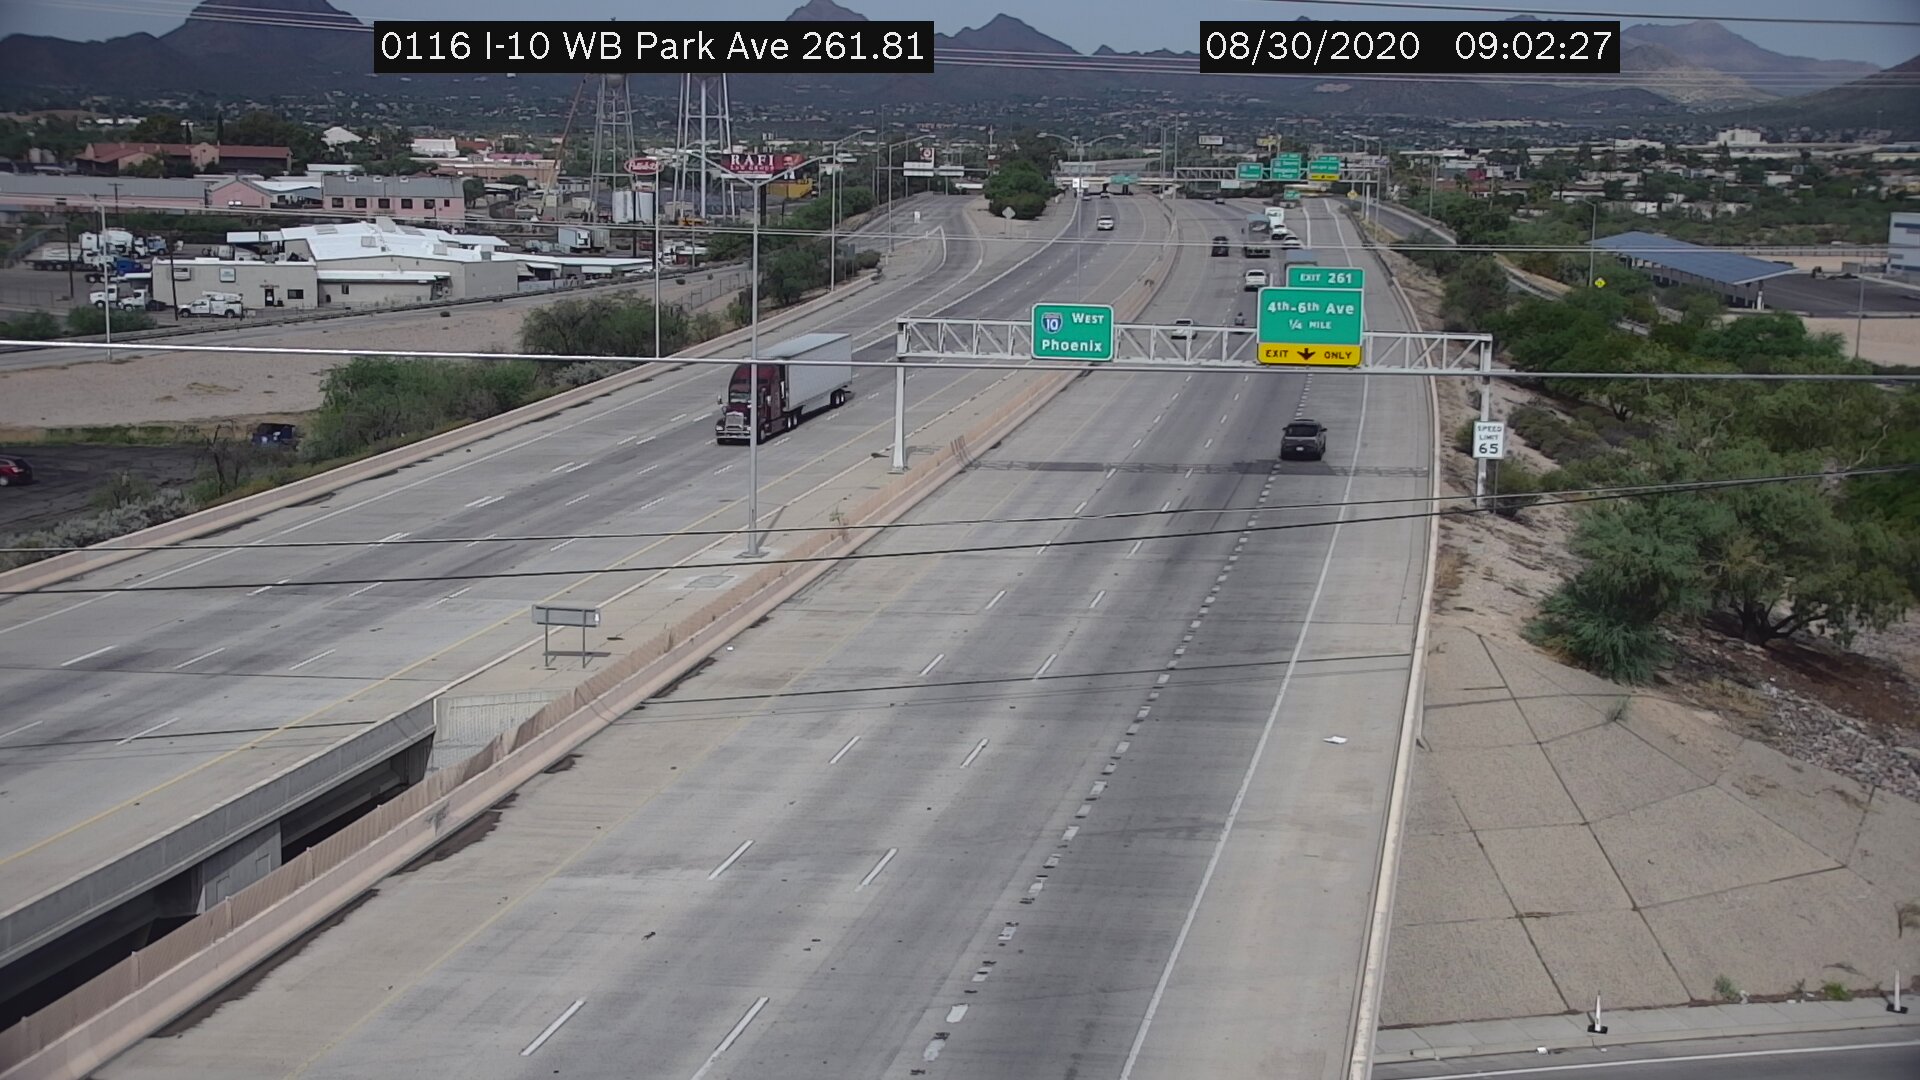 0116 I-10 WB Park Ave 261.81
08/30/2020 09:02:27
RAFI
EXIT 261
4th-6th Ave
1/4 MILE
EXIT ONLY
10 WEST
Phoenix
SPEED
LIMIT
65